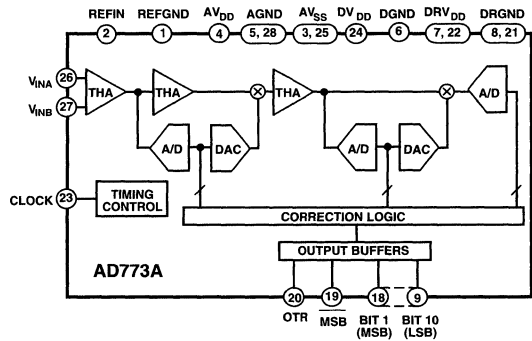 REFIN REFGND AVDD AGND AVSS DVDD DGND DRVDD DRGND
2 1 4 5, 28 3, 25 24 6 7, 22 8, 21
VINA 26
VINB 27
THA THA THA A/D
A/D DAC A/D DAC
CLOCK 23 TIMING CONTROL
CORRECTION LOGIC
OUTPUT BUFFERS
AD773A
20 19 18 9
OTR MSB BIT 1 BIT 10
(MSB) (LSB)